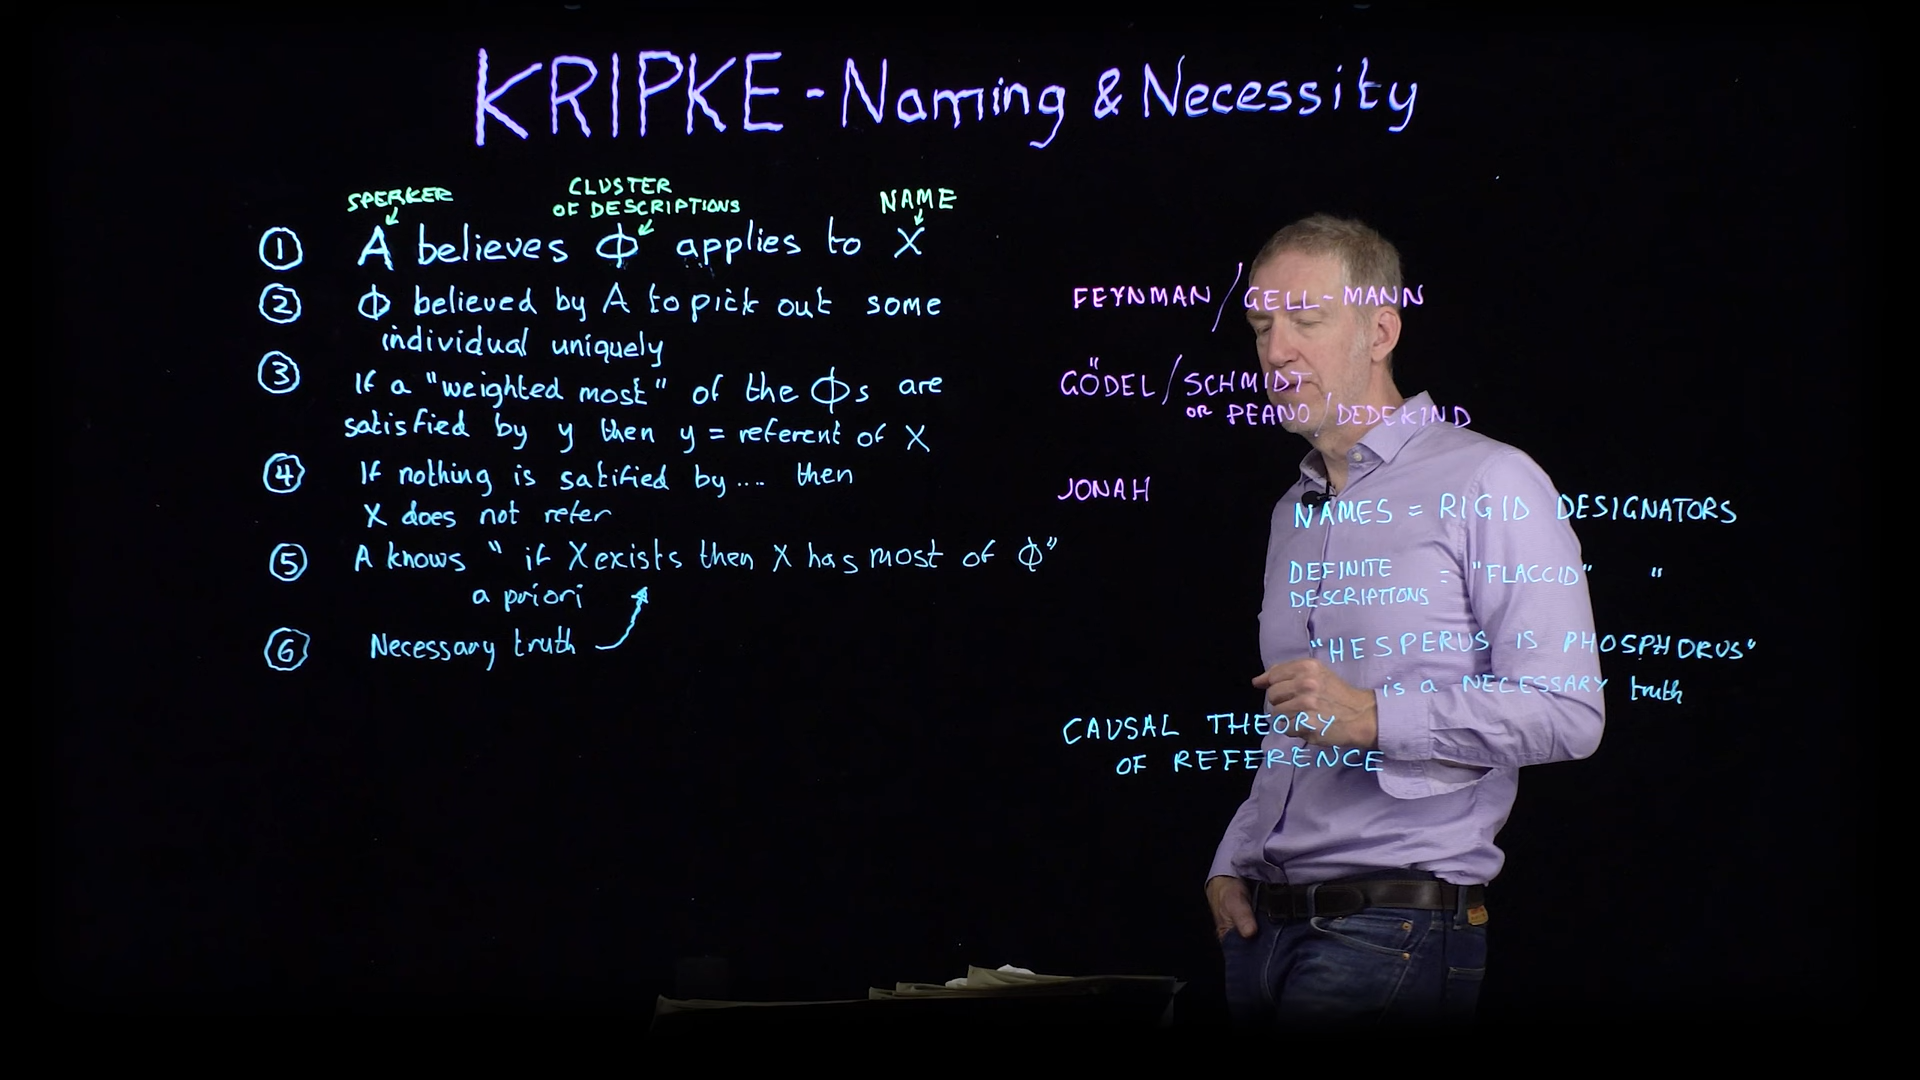 KRIPKE - Naming & Necessity
SPEAKER
CLUSTER
OF DESCRIPTIONS
NAME
① A believes Φ applies to X
② Φ believed by A to pick out some
individual uniquely
③ If a "weighted most" of the Φs are
satisfied by y then y = referent of X
④ If nothing is satified by .... then
X does not refer
⑤ A knows "if X exists then X has most of Φ"
a priori
⑥ Necessary truth
FEYNMAN / GELL-MANN
GÖDEL / SCHMIDT
OR PEANO / DEDEKIND
JONAH
NAMES = RIGID DESIGNATORS
DEFINITE
DESCRIPTIONS = "FLACCID" "
"HESPERUS IS PHOSPHORUS"
is a NECESSARY truth
CAUSAL THEORY
OF REFERENCE